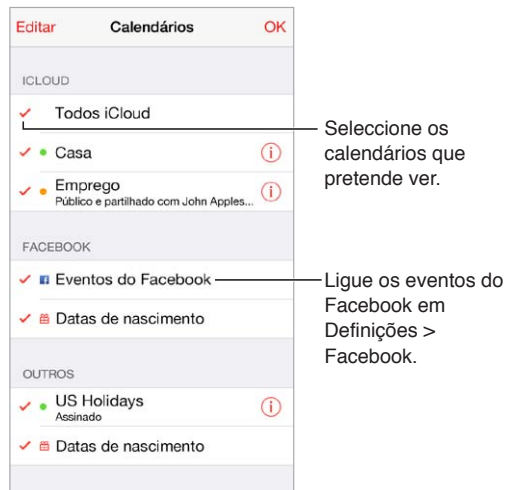 Editar Calendários OK
ICLOUD
Todos iCloud
Casa
Emprego
Público e partilhado com John Apples...
FACEBOOK
Eventos do Facebook
Datas de nascimento
OUTROS
US Holidays
Assinado
Datas de nascimento
Seleccione os
calendários que
pretende ver.
Ligue os eventos do
Facebook em
Definições >
Facebook.